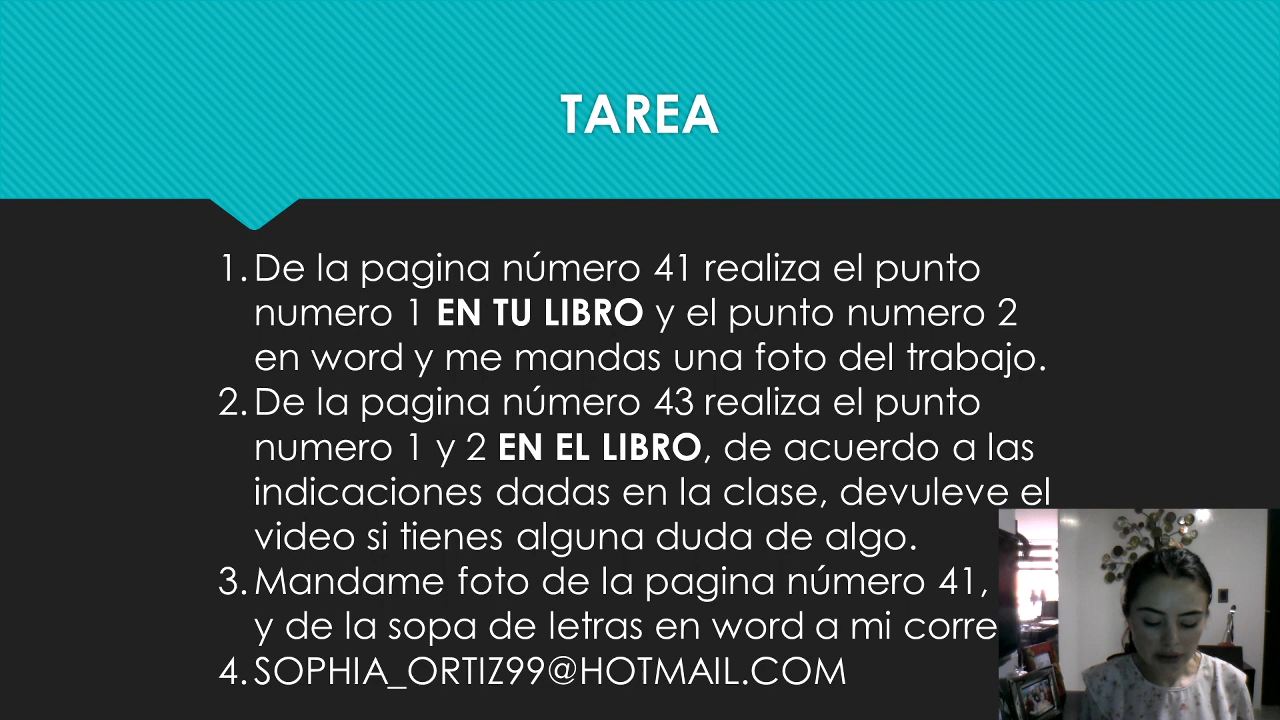 TAREA
1. De la pagina número 41 realiza el punto
numero 1 EN TU LIBRO y el punto numero 2
en word y me mandas una foto del trabajo.
2. De la pagina número 43 realiza el punto
numero 1 y 2 EN EL LIBRO, de acuerdo a las
indicaciones dadas en la clase, devuleve el
video si tienes alguna duda de algo.
3. Mandame foto de la pagina número 41,
y de la sopa de letras en word a mi corre
4. SOPHIA_ORTIZ99@HOTMAIL.COM